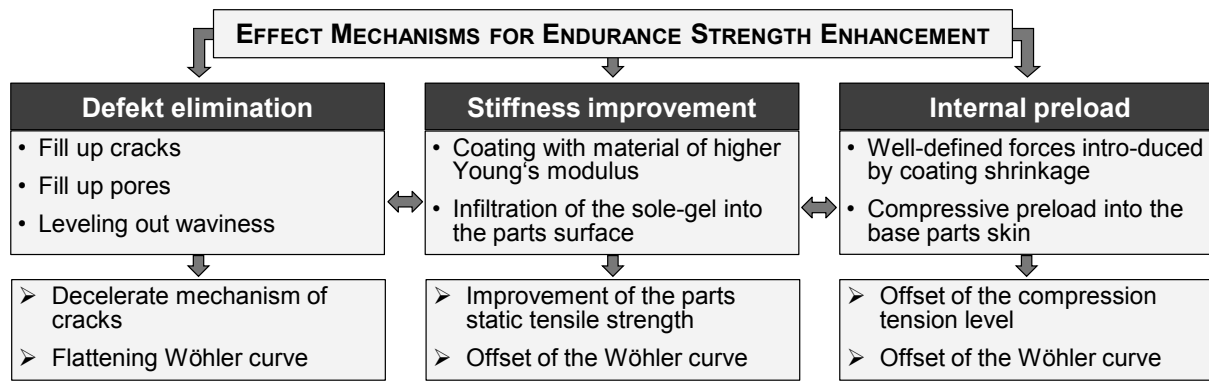 EFFECT MECHANISMS FOR ENDURANCE STRENGTH ENHANCEMENT
Defekt elimination
• Fill up cracks
• Fill up pores
• Leveling out waviness
➢ Decelerate mechanism of
cracks
➢ Flattening Wöhler curve
Stiffness improvement
• Coating with material of higher
Young‘s modulus
• Infiltration of the sole-gel into
the parts surface
➢ Improvement of the parts
static tensile strength
➢ Offset of the Wöhler curve
Internal preload
• Well-defined forces intro-duced
by coating shrinkage
• Compressive preload into the
base parts skin
➢ Offset of the compression
tension level
➢ Offset of the Wöhler curve